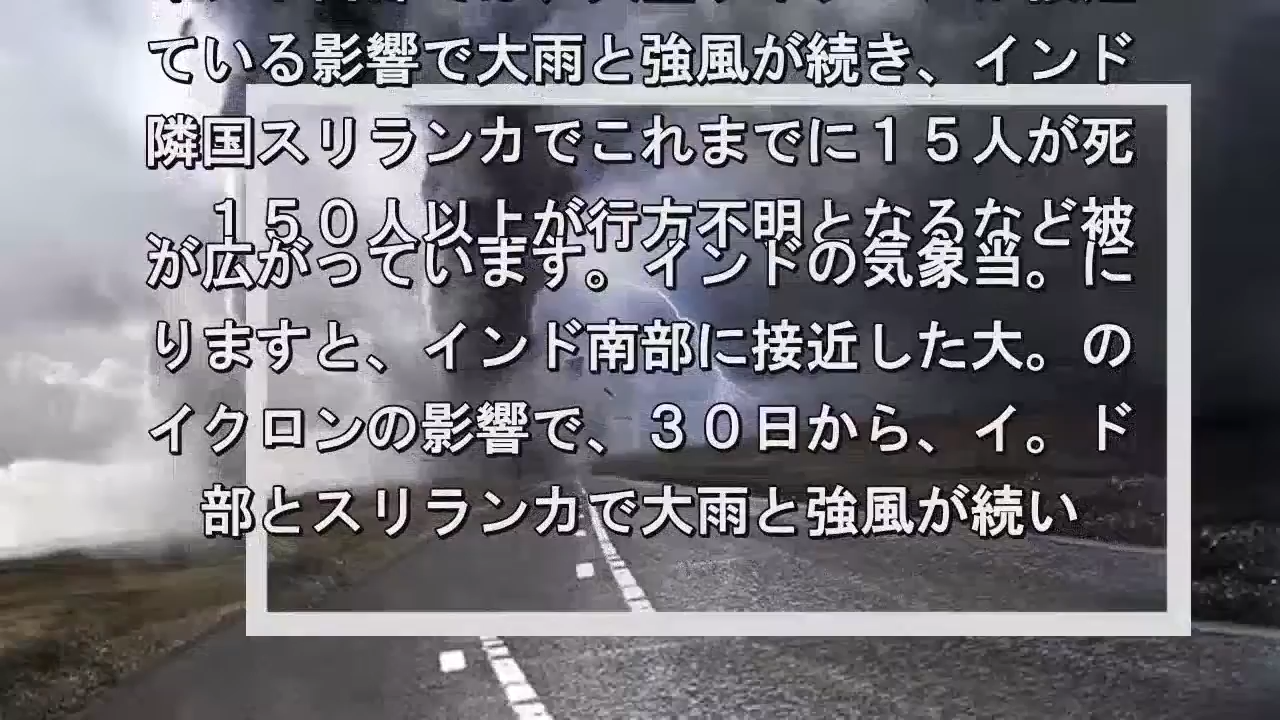 ている影響で大雨と強風が続き、インド
隣国スリランカでこれまでに１５人が死
、１５０人以上が行方不明となるなど被
が広がっています。インドの気象当。に
りますと、インド南部に接近した大。の
イクロンの影響で、３０日から、イ。ド
部とスリランカで大雨と強風が続い